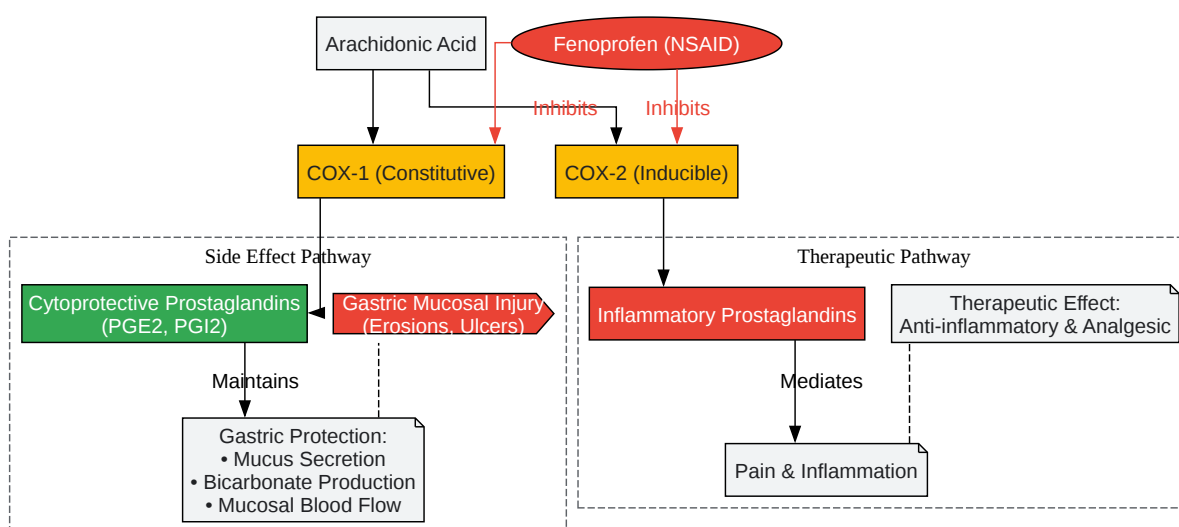 Arachidonic Acid
Fenoprofen (NSAID)
Inhibits
Inhibits
COX-1 (Constitutive)
COX-2 (Inducible)
Side Effect Pathway
Cytoprotective Prostaglandins
(PGE2, PGI2)
Gastric Mucosal Injury
(Erosions, Ulcers)
Maintains
Gastric Protection:
• Mucus Secretion
• Bicarbonate Production
• Mucosal Blood Flow
Therapeutic Pathway
Inflammatory Prostaglandins
Therapeutic Effect:
Anti-inflammatory & Analgesic
Mediates
Pain & Inflammation